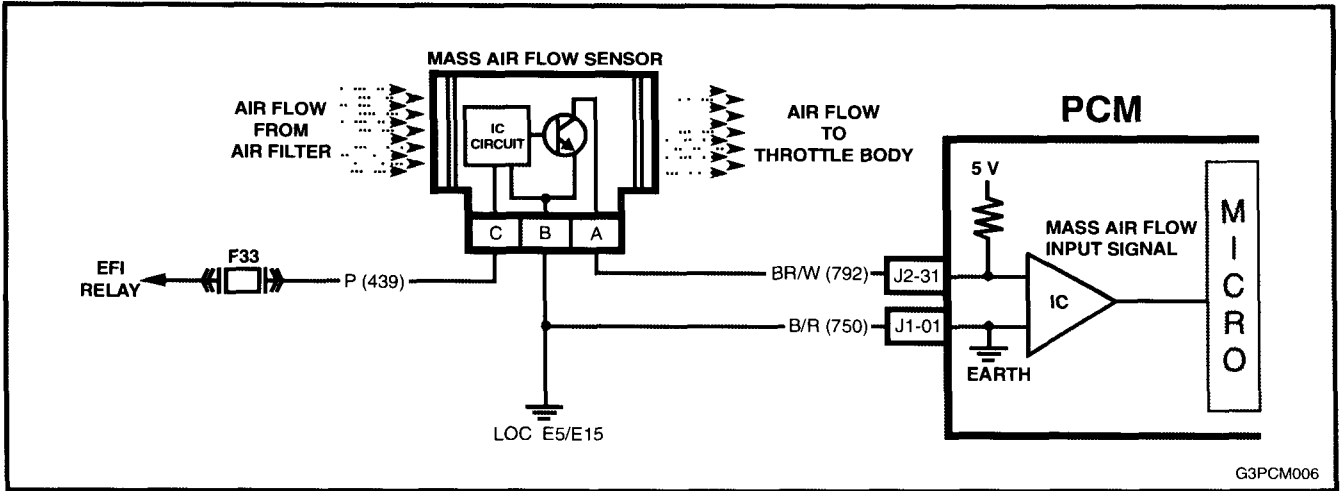 MASS AIR FLOW SENSOR
AIR FLOW
FROM
AIR FILTER
IC
CIRCUIT
AIR FLOW
TO
THROTTLE BODY
C
B
A
PCM
5 V
MASS AIR FLOW
INPUT SIGNAL
MICRO
EFI
RELAY
F33
P (439)
BR/W (792)
J2-31
IC
B/R (750)
J1-01
EARTH
LOC E5/E15
G3PCM006